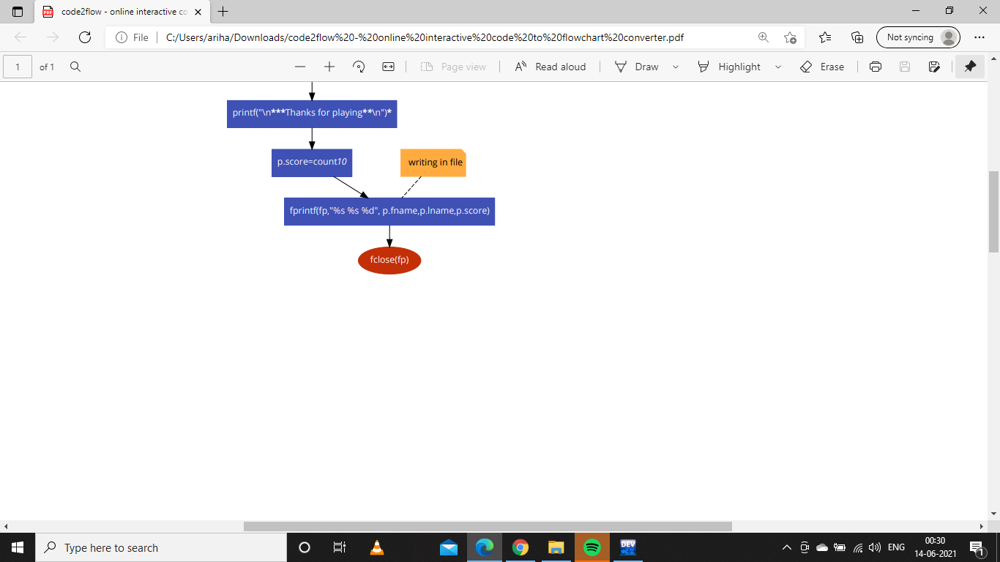 code2flow - online interactive co
File
C:/Users/ariha/Downloads/code2flow%20-%20online%20interactive%20code%20to%20flowchart%20converter.pdf
Not syncing
1 of 1
Page view
Read aloud
Draw
Highlight
Erase
printf("\n***Thanks for playing**\n")*
p.score=count10
writing in file
fprintf(fp,"%s %s %d", p.fname,p.lname,p.score)
fclose(fp)
Type here to search
DEV
ENG
00:30
14-06-2021
1